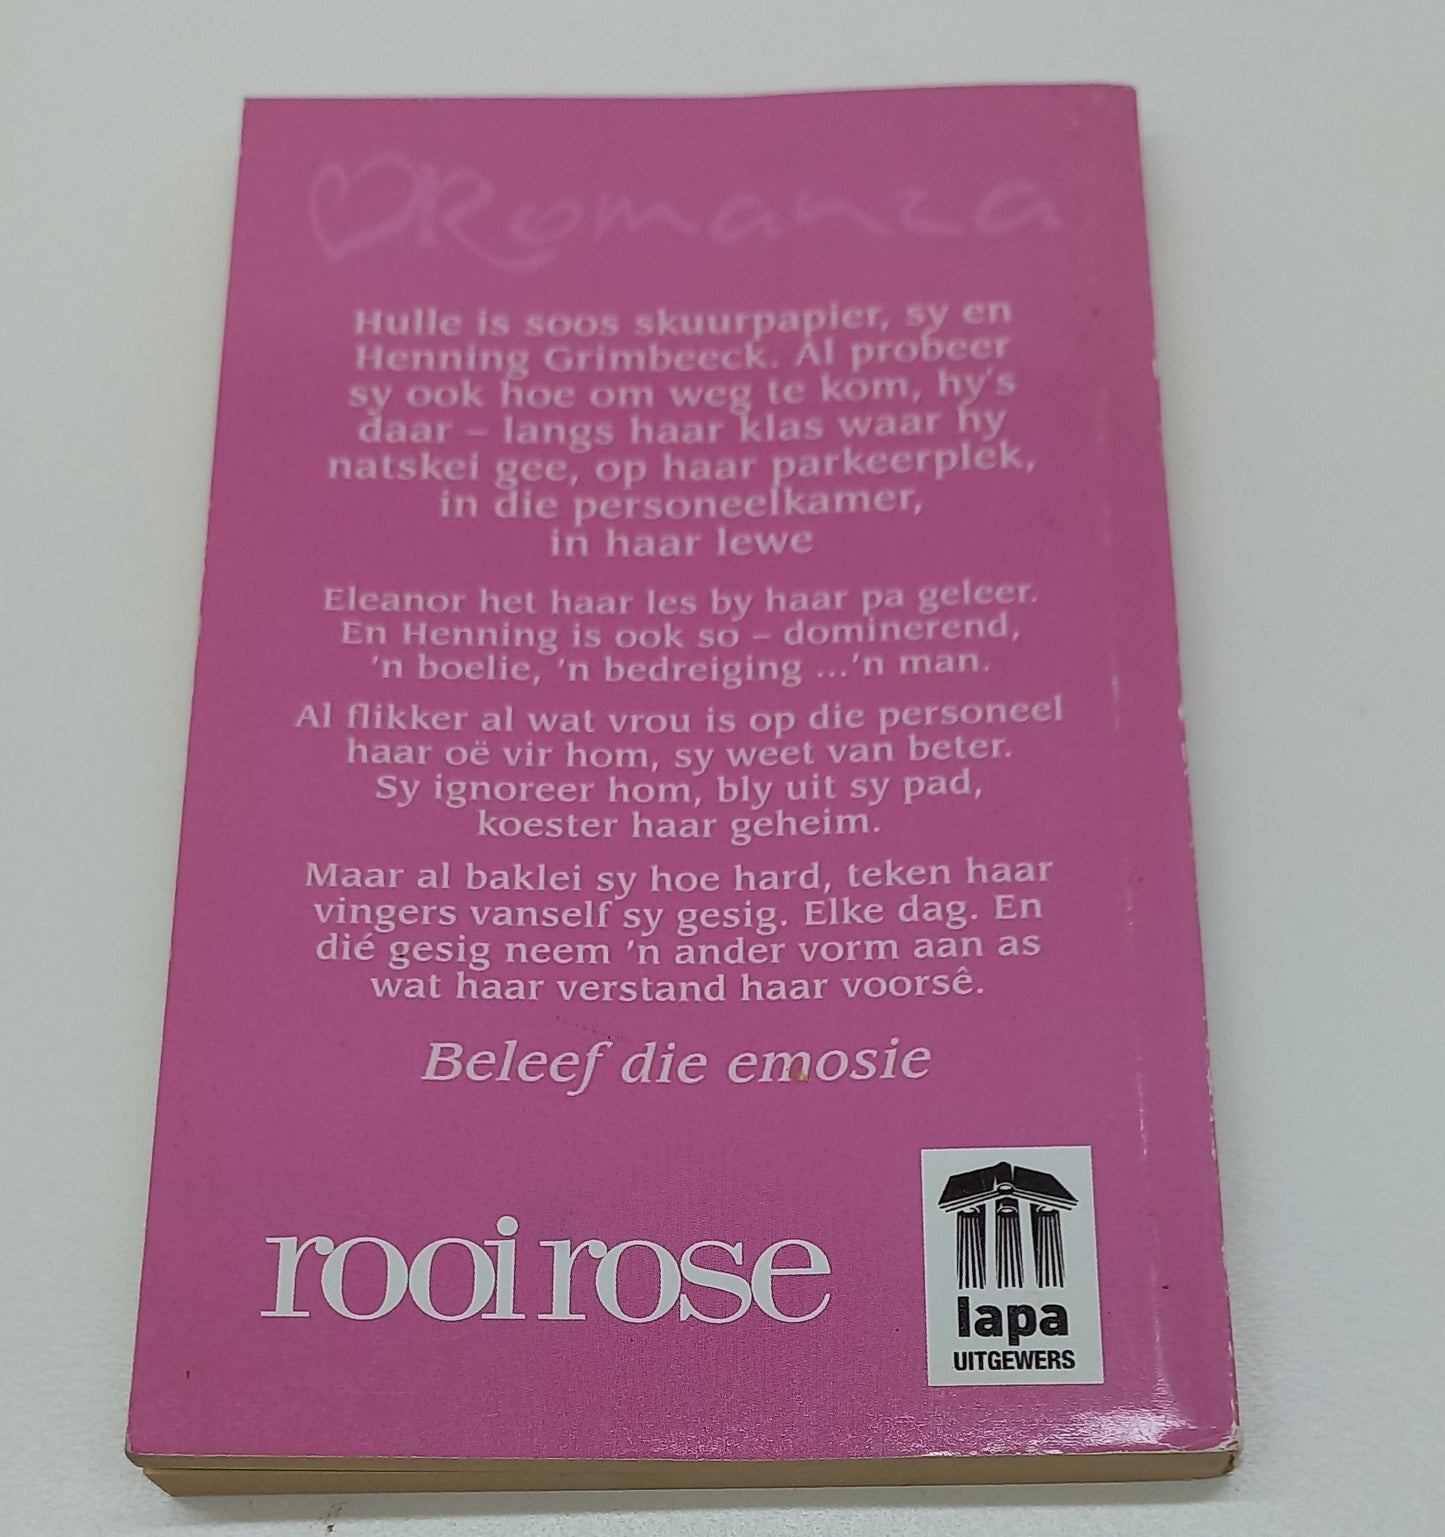 Romanza
Hulle is soos skuurpapier, sy en
Henning Grimbeeck. Al probeer
sy ook hoe om weg te kom, hy's
daar – langs haar klas waar hy
natskei gee, op haar parkeerplek,
in die personeelkamer,
in haar lewe
Eleanor het haar les by haar pa geleer.
En Henning is ook so – dominerend,
'n boelie, 'n bedreiging ...'n man.
Al flikker al wat vrou is op die personeel
haar oë vir hom, sy weet van beter.
Sy ignoreer hom, bly uit sy pad,
koester haar geheim.
Maar al baklei sy hoe hard, teken haar
vingers vanself sy gesig. Elke dag. En
dié gesig neem 'n ander vorm aan as
wat haar verstand haar voorsê.
Beleef die emosie
rooi rose
lapa
UITGEWERS